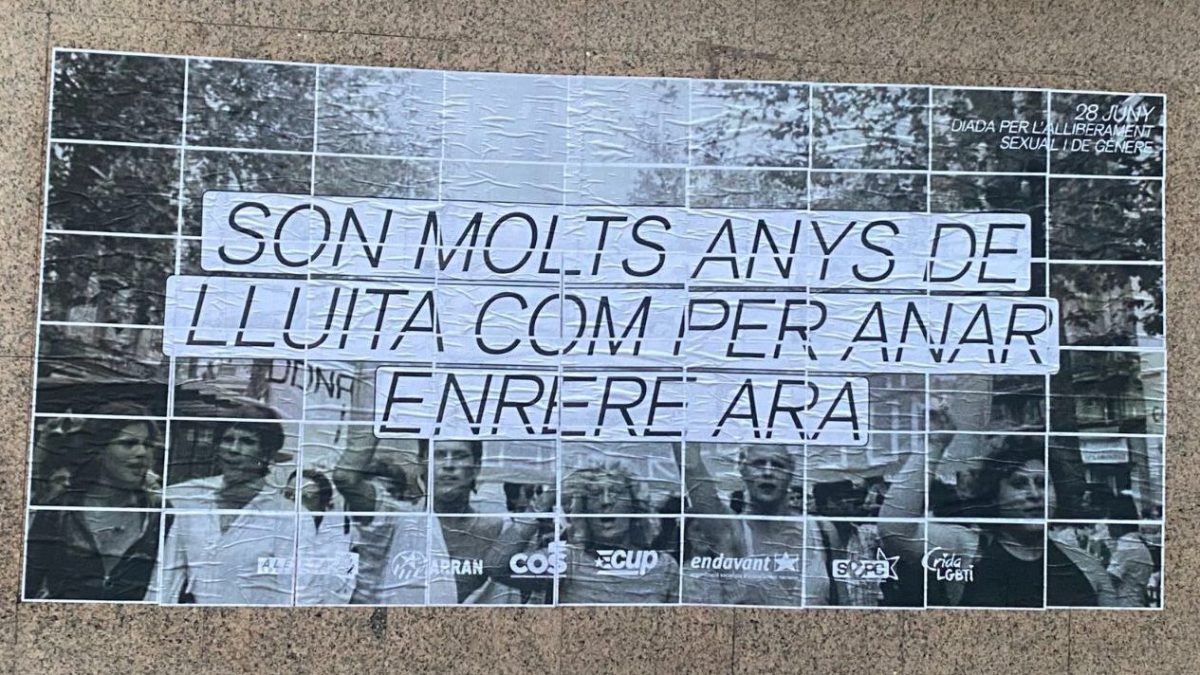 28 JUNY
DIADA PER L'ALLIBERAMENT
SEXUAL I DE GÈNERE
SON MOLTS ANYS DE
LLUITA COM PER ANAR
ENRERE ARA
DONA
ARRAN
COS
CUP
endavant
SEPC
Crida
LGBTI